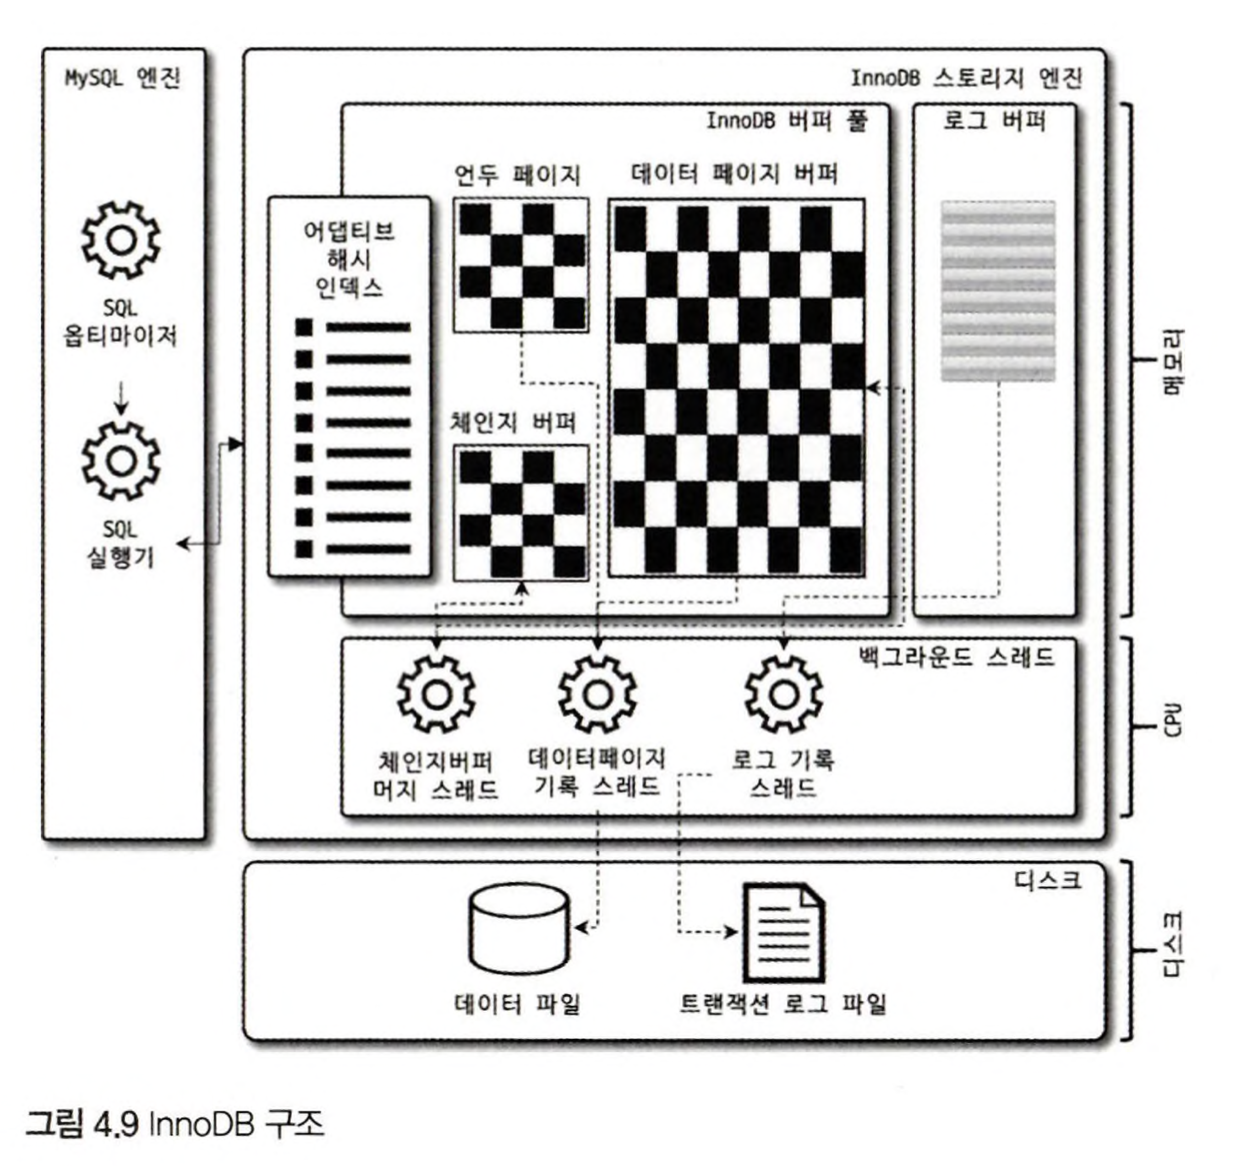 MySQL 엔진
SQL
옵티마이저
SQL
실행기
InnoDB 스토리지 엔진
InnoDB 버퍼 풀
로그 버퍼
언두 페이지
데이터 페이지 버퍼
어댑티브
해시
인덱스
체인지 버퍼
메모리
백그라운드 스레드
체인지버퍼
머지 스레드
데이터페이지
기록 스레드
로그 기록
스레드
CPU
디스크
데이터 파일
트랜잭션 로그 파일
디스크
그림 4.9 InnoDB 구조